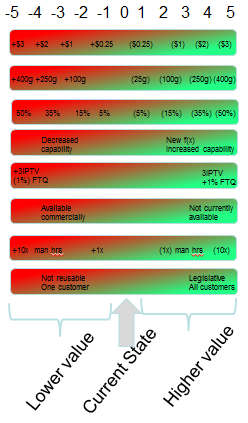 -5 -4 -3 -2 -1 0 1 2 3 4 5
+$3 +$2 +$1 +$0.25 ($0.25) ($1) ($2) ($3)
+400g +250g +100g (25g) (100g) (250g) (400g)
50% 35% 15% 5% (5%) (15%) (35%) (50%)
Decreased New f(x)
capability Increased capability
+3IPTV 3IPTV
(1%) FTQ +1% FTQ
Available Not currently
commercially available
+10x man hrs +1x (1x) man hrs (10x)
Not reusable Legislative
One customer All customers
Lower value
Current State
Higher value